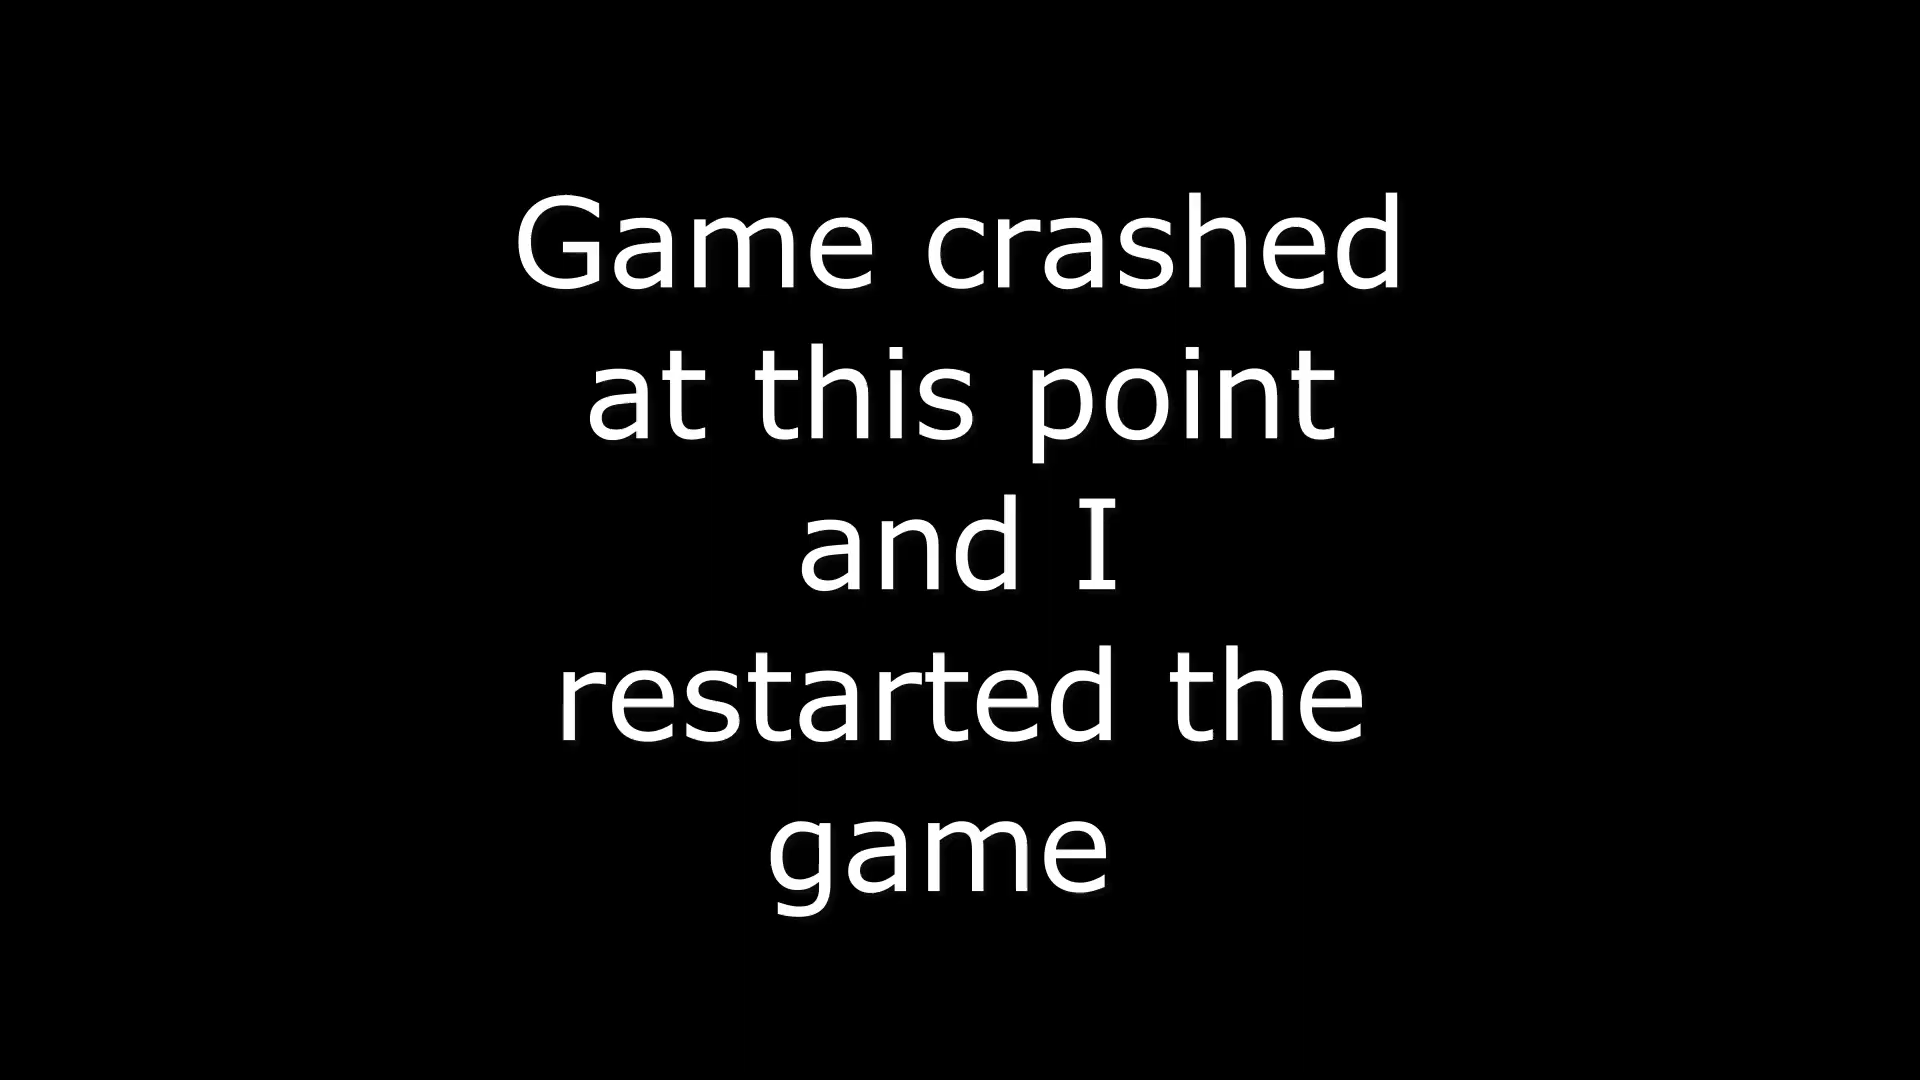 Game crashed
at this point
and I
restarted the
game